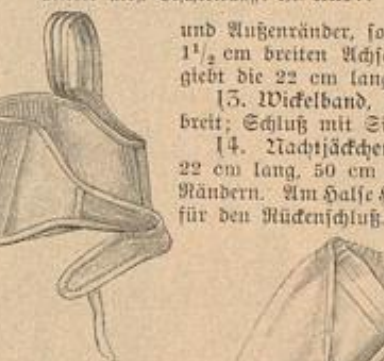 und Außenränder, so
1¹/₂ cm breiten Achs
giebt die 22 cm lang
13. Wickelband,
breit; Schluß mit S
14. Nachtjäckchen
22 cm lang, 50 cm
Rändern. Am Halse
für den Rückenschluß.